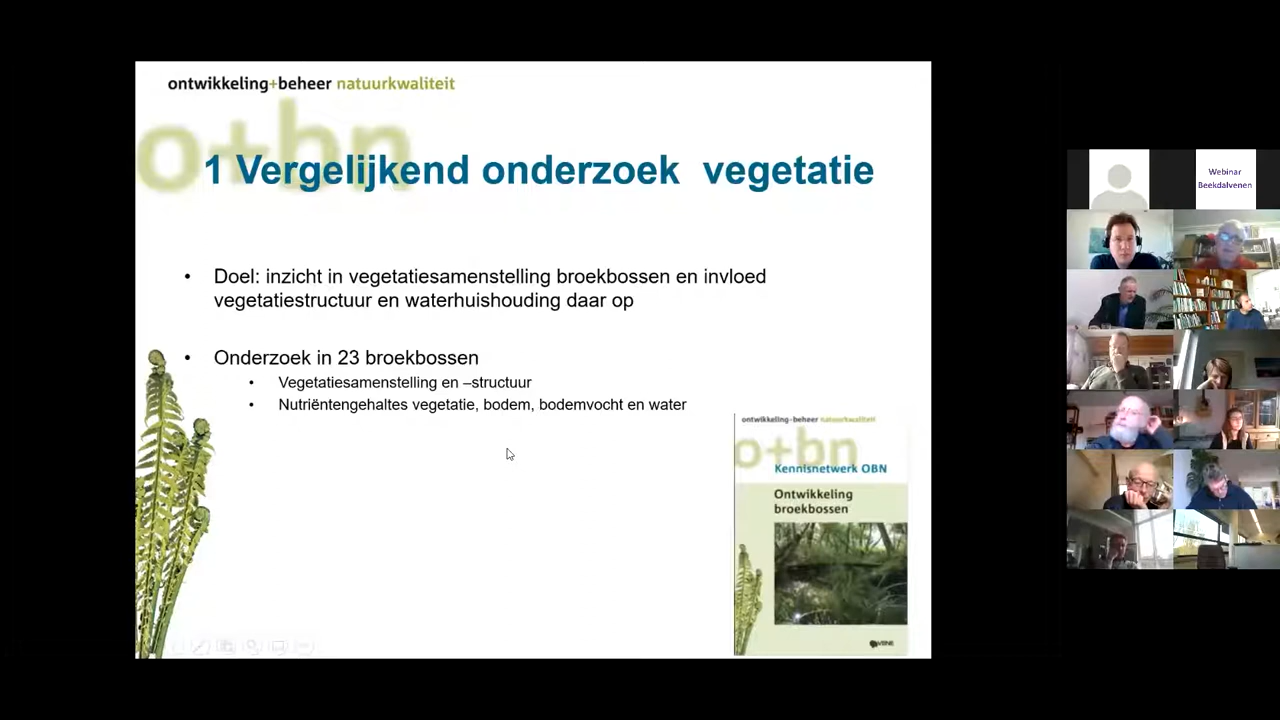 ontwikkeling+beheer natuurkwaliteit
o+bn
1 Vergelijkend onderzoek vegetatie
• Doel: inzicht in vegetatiesamenstelling broekbossen en invloed
vegetatiestructuur en waterhuishouding daar op
• Onderzoek in 23 broekbossen
• Vegetatiesamenstelling en –structuur
• Nutriëntengehaltes vegetatie, bodem, bodemvocht en water
ontwikkeling+beheer natuurkwaliteit
o+bn
Kennisnetwerk OBN
Ontwikkeling
broekbossen
Webinar
Beekdalvenen